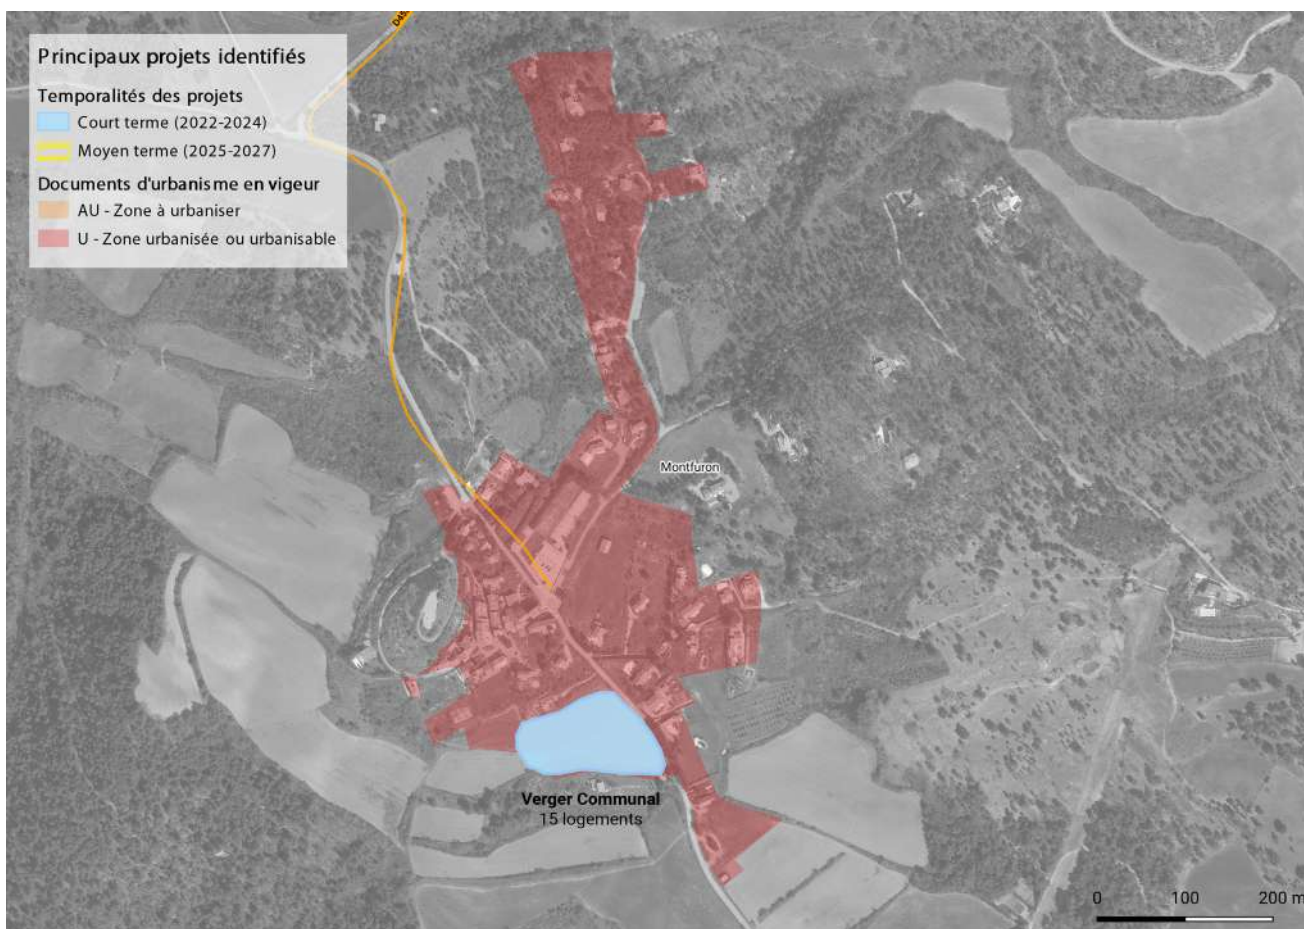 Principaux projets identifiés
Temporalités des projets
Court terme (2022-2024)
Moyen terme (2025-2027)
Documents d'urbanisme en vigueur
AU - Zone à urbaniser
U - Zone urbanisée ou urbanisable
Montfuron
Verger Communal
15 logements
0 100 200 m